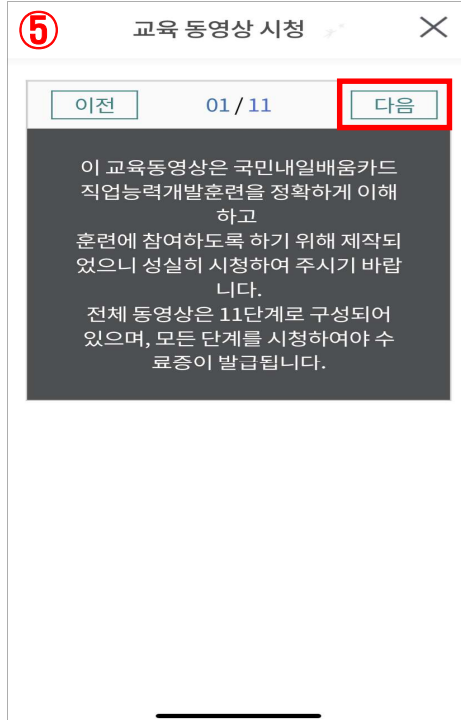 ⑤
교육 동영상 시청
이전 01 / 11 다음
이 교육동영상은 국민내일배움카드
직업능력개발훈련을 정확하게 이해
하고
훈련에 참여하도록 하기 위해 제작되
었으니 성실히 시청하여 주시기 바랍
니다.
전체 동영상은 11단계로 구성되어
있으며, 모든 단계를 시청하여야 수
료증이 발급됩니다.